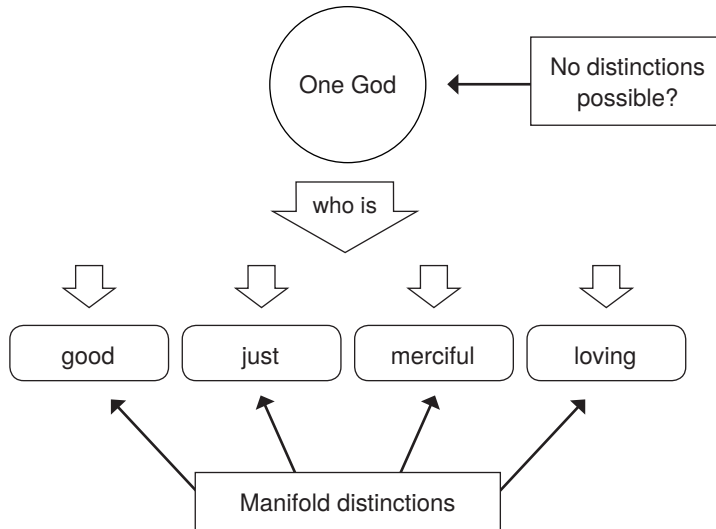 One God
No distinctions
possible?
who is
good
just
merciful
loving
Manifold distinctions